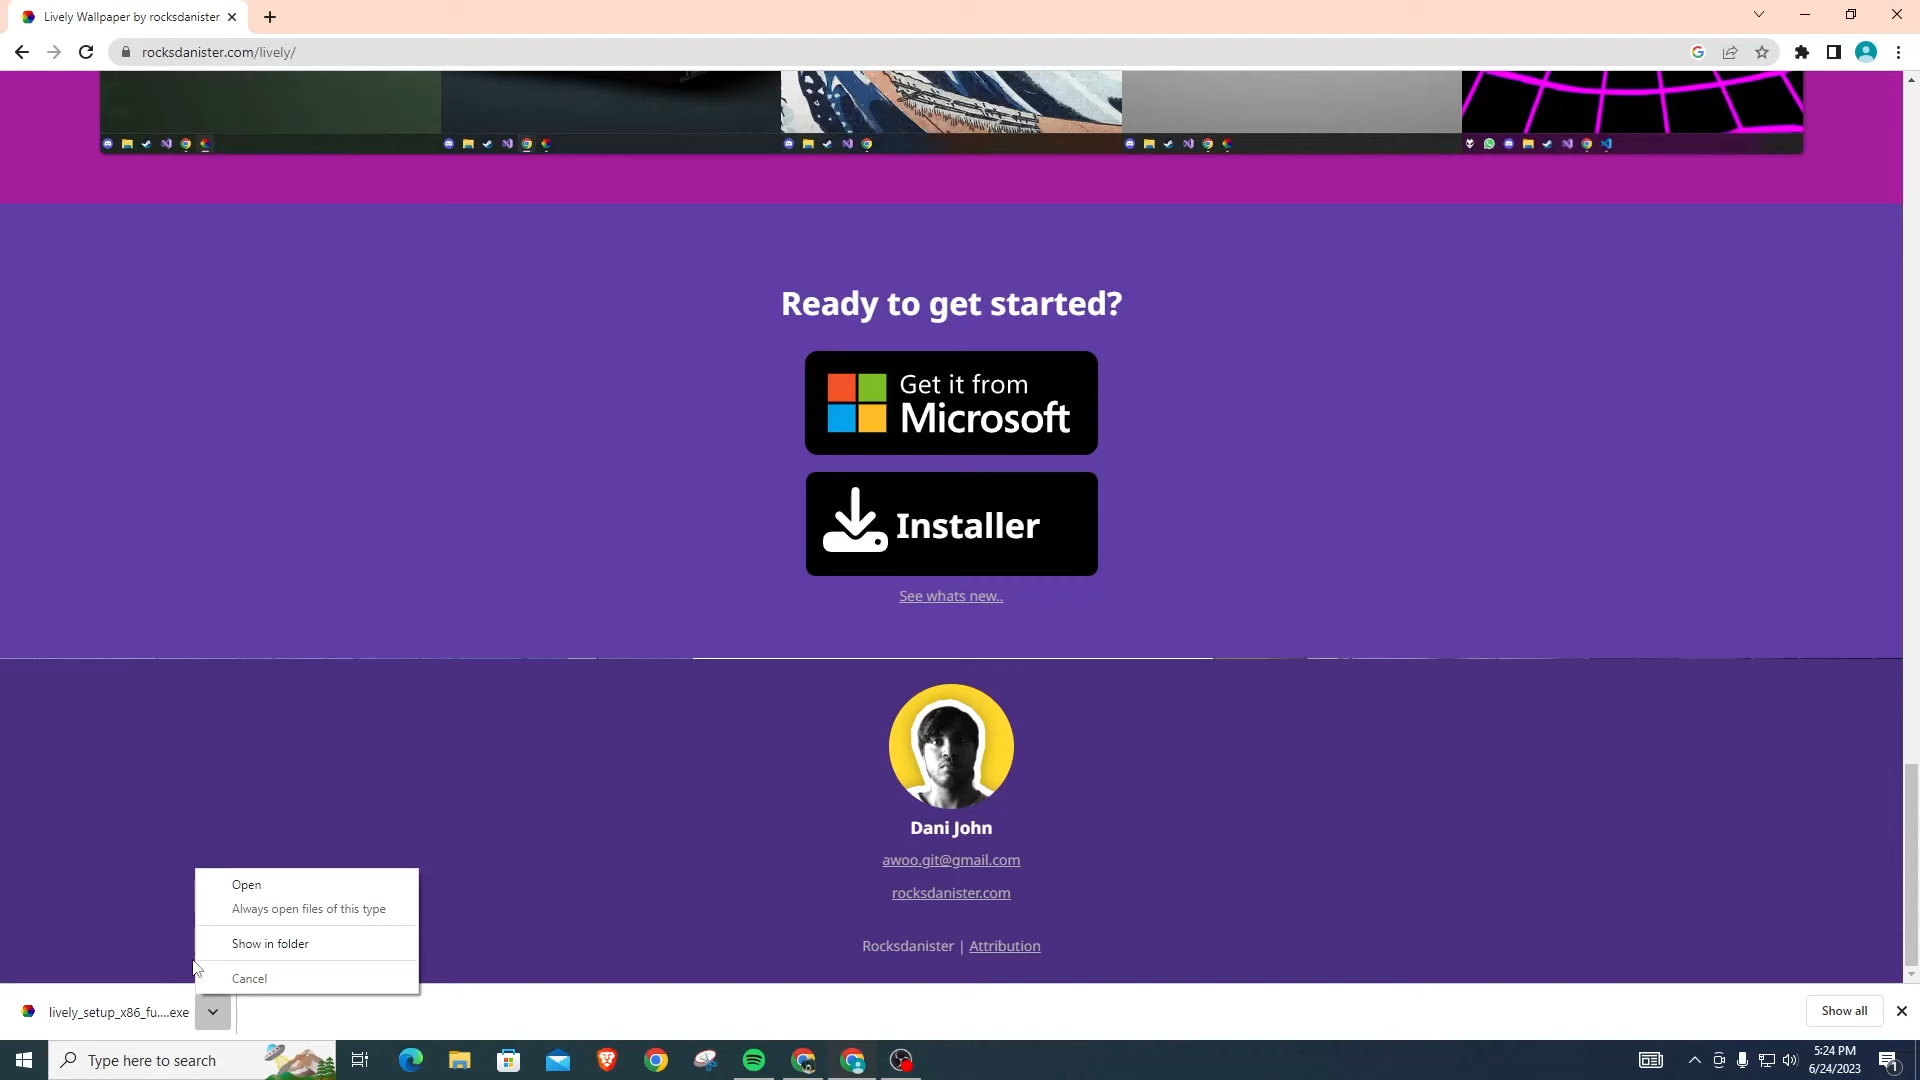 Lively Wallpaper by rocksdanister
rocksdanister.com/lively/
Ready to get started?
Get it from
Microsoft
Installer
See whats new..
Dani John
awoo.git@gmail.com
rocksdanister.com
Rocksdanister | Attribution
Open
Always open files of this type
Show in folder
Cancel
lively_setup_x86_fu....exe
Show all
Type here to search
5:24 PM
6/24/2023
1